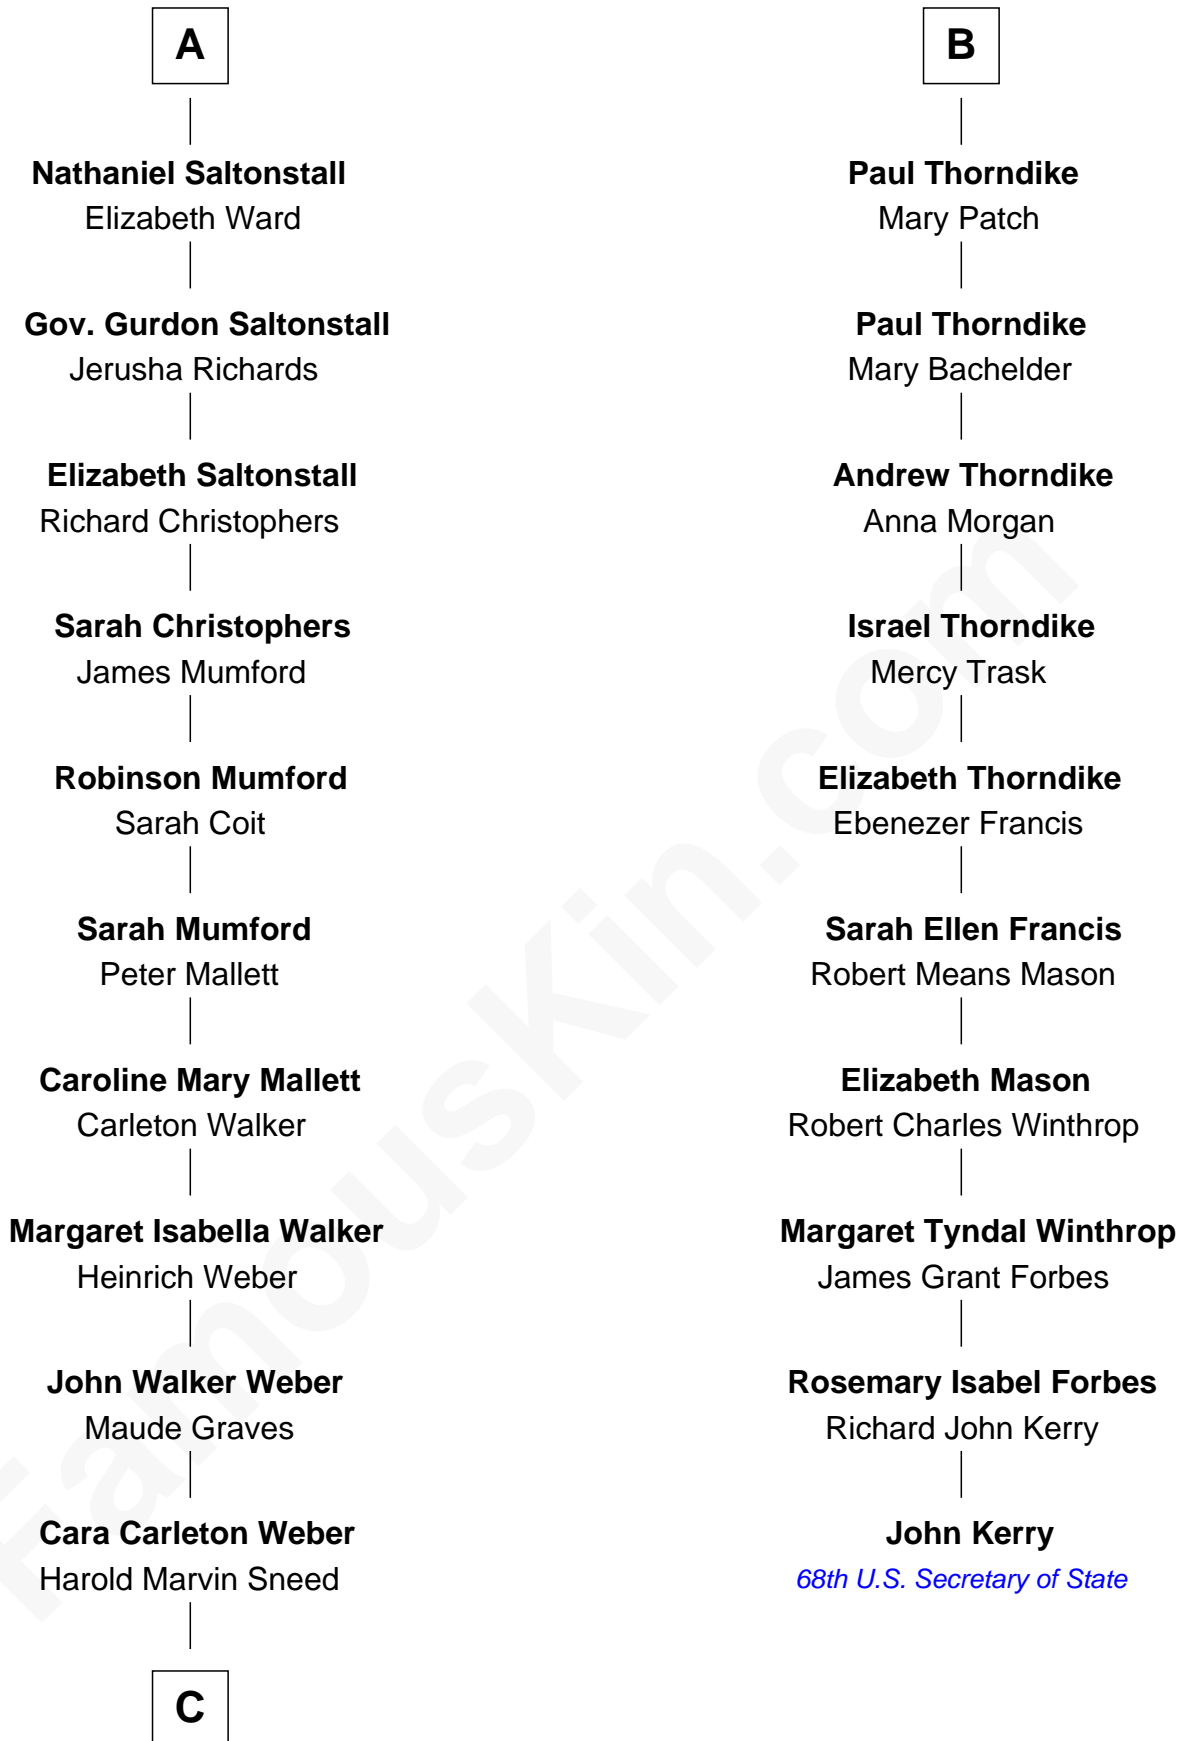 A
Nathaniel Saltonstall
Elizabeth Ward
Gov. Gurdon Saltonstall
Jerusha Richards
Elizabeth Saltonstall
Richard Christophers
Sarah Christophers
James Mumford
Robinson Mumford
Sarah Coit
Sarah Mumford
Peter Mallett
Caroline Mary Mallett
Carleton Walker
Margaret Isabella Walker
Heinrich Weber
John Walker Weber
Maude Graves
Cara Carleton Weber
Harold Marvin Sneed
C
B
Paul Thorndike
Mary Patch
Paul Thorndike
Mary Bachelder
Andrew Thorndike
Anna Morgan
Israel Thorndike
Mercy Trask
Elizabeth Thorndike
Ebenezer Francis
Sarah Ellen Francis
Robert Means Mason
Elizabeth Mason
Robert Charles Winthrop
Margaret Tyndal Winthrop
James Grant Forbes
Rosemary Isabel Forbes
Richard John Kerry
John Kerry
68th U.S. Secretary of State
FamousKin.com